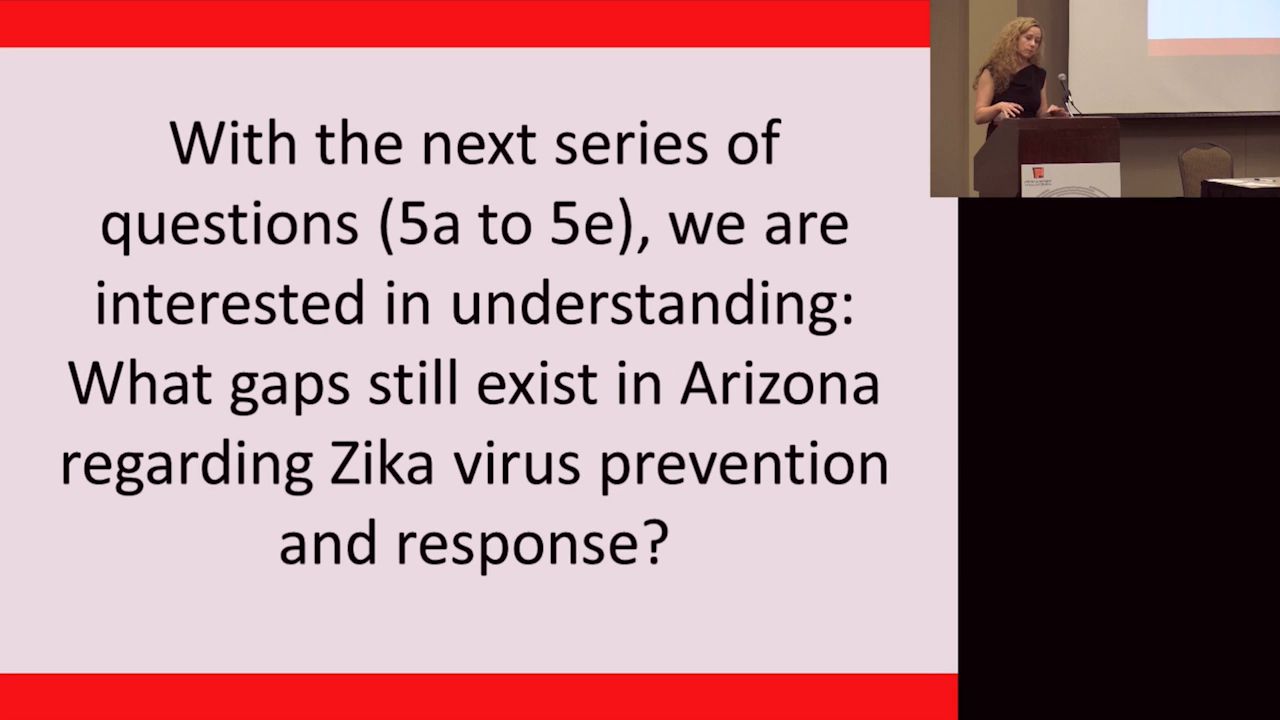 With the next series of
questions (5a to 5e), we are
interested in understanding:
What gaps still exist in Arizona
regarding Zika virus prevention
and response?